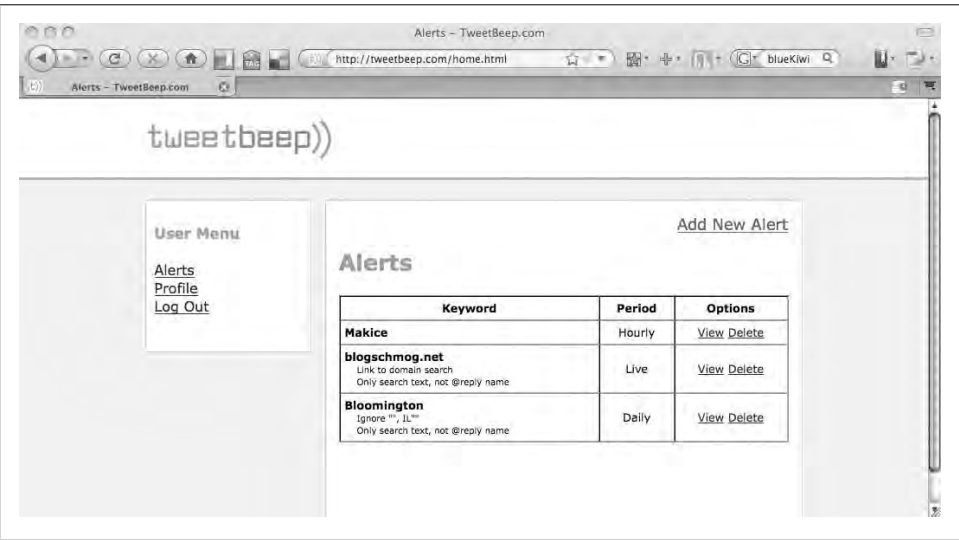 Alerts – TweetBeep.com
http://tweetbeep.com/home.html
blueKiwi
Alerts – TweetBeep.com
tweetbeep))
User Menu
Alerts
Profile
Log Out
Add New Alert
Alerts
Keyword Period Options
Makice Hourly View Delete
blogschmog.net
Link to domain search
Only search text, not @reply name
Live View Delete
Bloomington
Ignore "", IL""
Only search text, not @reply name
Daily View Delete